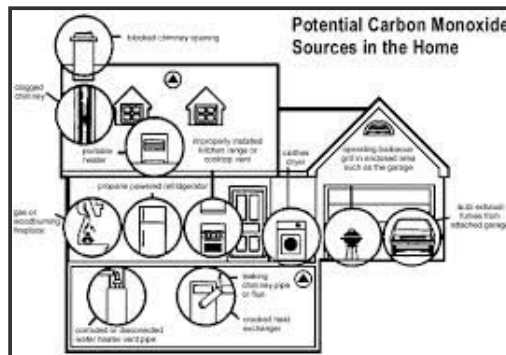 Potential Carbon Monoxide
Sources in the Home
blocked chimney opening
clogged
chimney
portable
heater
improperly installed
kitchen range or
cooktop vent
clothes
dryer
operating barbecue
grill in enclosed area
such as the garage
propane powered refridgerator
gas or
woodburning
fireplace
auto exhaust
fumes from
attached garage
leaking
chimney pipe
or flue
corroded or disconnected
water heater vent pipe
cracked heat
exchanger